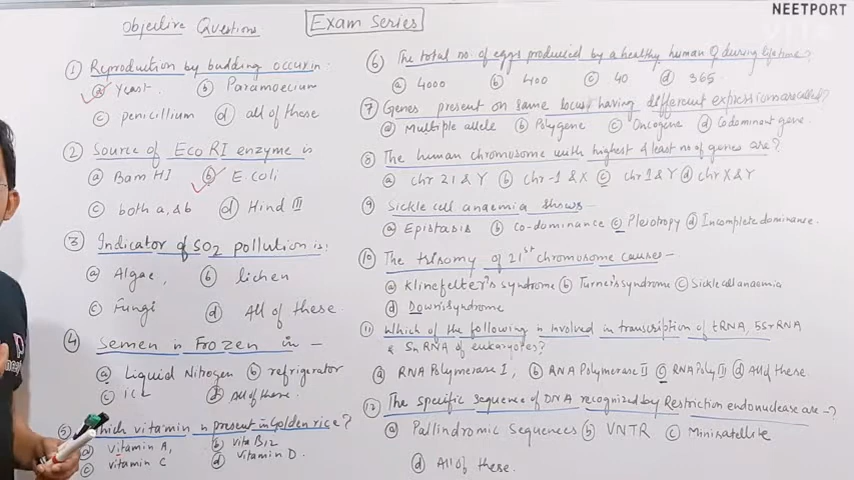 NEETPORT
Objective Questions
Exam Series
① Reproduction by budding occur in
ⓐ Yeast ⓑ Paramoecium
ⓒ penicillium ⓓ all of these
② Source of Eco RI enzyme is
ⓐ Bam HI ⓑ E coli
ⓒ both a, & b ⓓ Hind III
③ Indicator of SO2 pollution is:
ⓐ Algae, ⓑ lichen
ⓒ Fungi ⓓ All of these.
④ Semen is Frozen in —
ⓐ Liquid Nitrogen ⓑ refrigerator
ⓒ ICE ⓓ All of these.
⑤ Which vitamin is present in Golden rice?
ⓐ vitamin A, ⓑ vita B12
ⓒ vitamin C ⓓ vitamin D.
⑥ The total no. of eggs produced by a healthy human ♀ during lifetime?
ⓐ 4000 ⓑ 400 ⓒ 40 ⓓ 365
⑦ Genes present on same locus having different expression are called?
ⓐ Multiple allele ⓑ Polygene ⓒ Oncogene ⓓ Codominant gene.
⑧ The human chromosome with highest & least no of genes are?
ⓐ chr 21 & Y ⓑ chr-1 & X ⓒ chr 1 & Y ⓓ chr X & Y
⑨ Sickle cell anaemia shows-
ⓐ Epistasis ⓑ co-dominance ⓒ Pleiotropy ⓓ Incomplete dominanse.
⑩ The trisomy of 21st chromosome causes —
ⓐ Klinefelter's syndrome ⓑ Turner's syndrome ⓒ Sickle cell anaemia
ⓓ Down's syndrome
⑪ Which of the following is involved in transcription of tRNA, 5SrRNA
& SnRNA of eukaryotes?
ⓐ RNA Polymerase I, ⓑ RNA Polymerase II ⓒ RNA Poly III ⓓ All of these.
⑫ The specific sequence of DNA recognized by Restriction endonuclease are -?
ⓐ Pallindromic Sequences ⓑ VNTR ⓒ Minisatellite
ⓓ All of these.